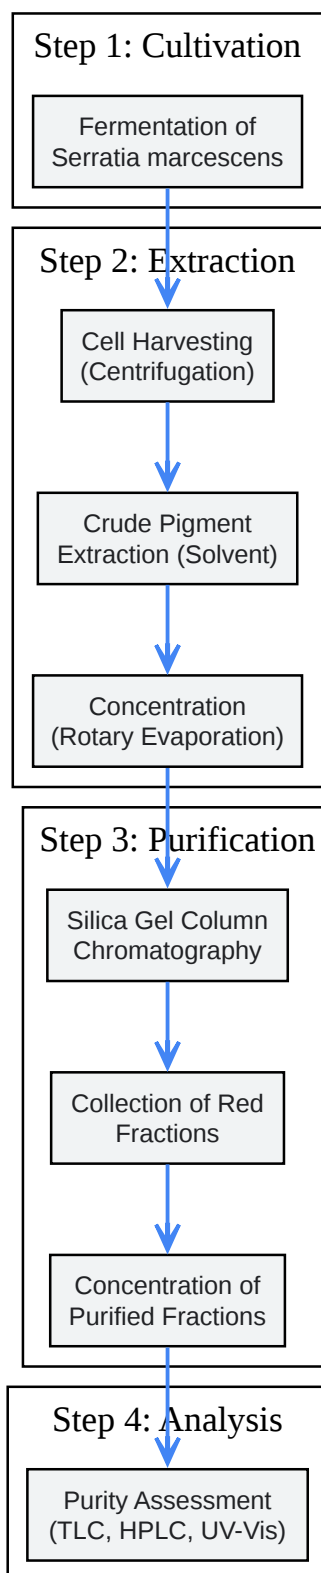 Step 1: Cultivation
Fermentation of
Serratia marcescens
Step 2: Extraction
Cell Harvesting
(Centrifugation)
Crude Pigment
Extraction (Solvent)
Concentration
(Rotary Evaporation)
Step 3: Purification
Silica Gel Column
Chromatography
Collection of Red
Fractions
Concentration of
Purified Fractions
Step 4: Analysis
Purity Assessment
(TLC, HPLC, UV-Vis)